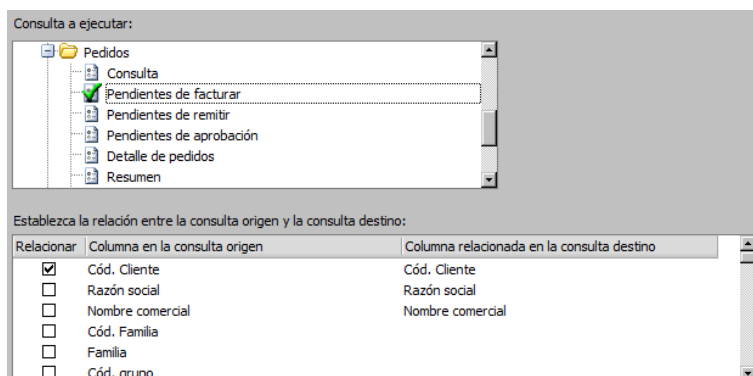 Consulta a ejecutar:
Pedidos
Consulta
Pendientes de facturar
Pendientes de remitir
Pendientes de aprobación
Detalle de pedidos
Resumen
Establezca la relación entre la consulta origen y la consulta destino:
Relacionar Columna en la consulta origen Columna relacionada en la consulta destino
Cód. Cliente Cód. Cliente
Razón social Razón social
Nombre comercial Nombre comercial
Cód. Familia
Familia
Cód. grupo